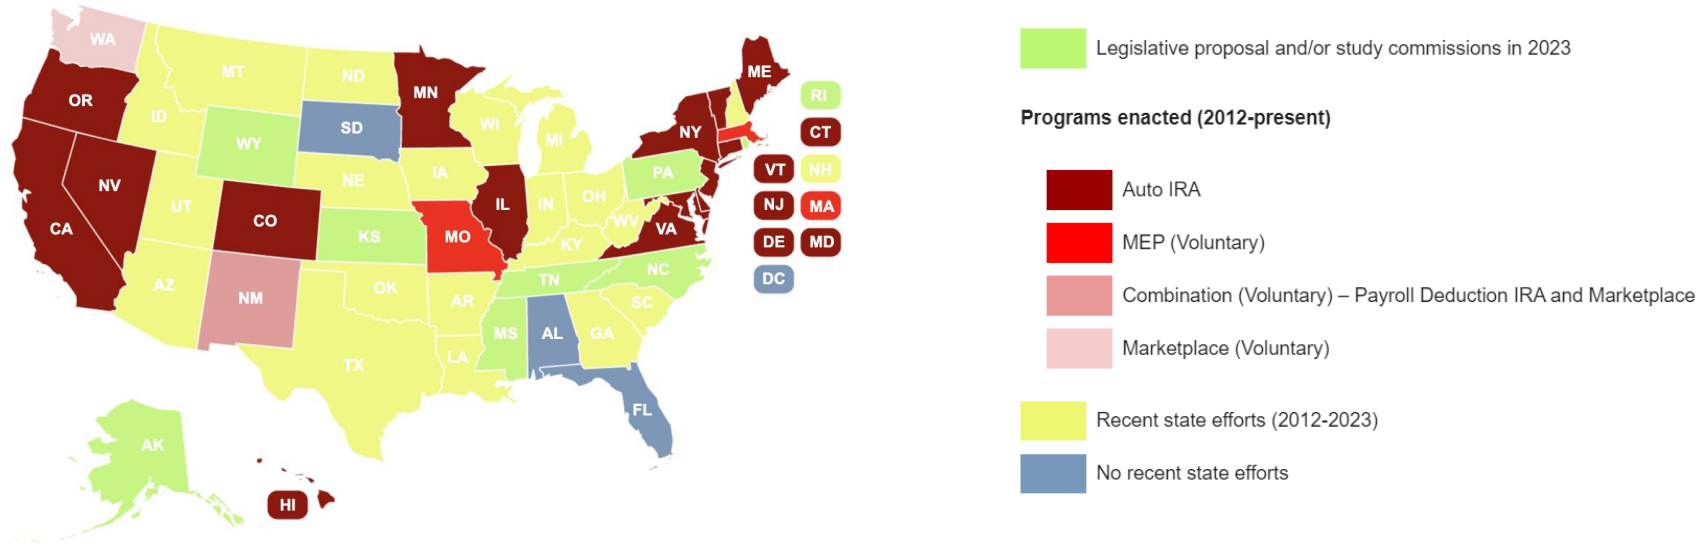 WA
MT
ND
MN
ME
OR
ID
SD
WI
MI
NY
RI
WY
CT
NV
UT
NE
IA
PA
VT
NH
CO
IL
IN
OH
NJ
MA
CA
KS
MO
WV
VA
DE
MD
KY
AZ
NM
OK
TN
NC
DC
AR
SC
MS
AL
GA
TX
LA
FL
AK
HI
Legislative proposal and/or study commissions in 2023
Programs enacted (2012-present)
Auto IRA
MEP (Voluntary)
Combination (Voluntary) – Payroll Deduction IRA and Marketplace
Marketplace (Voluntary)
Recent state efforts (2012-2023)
No recent state efforts